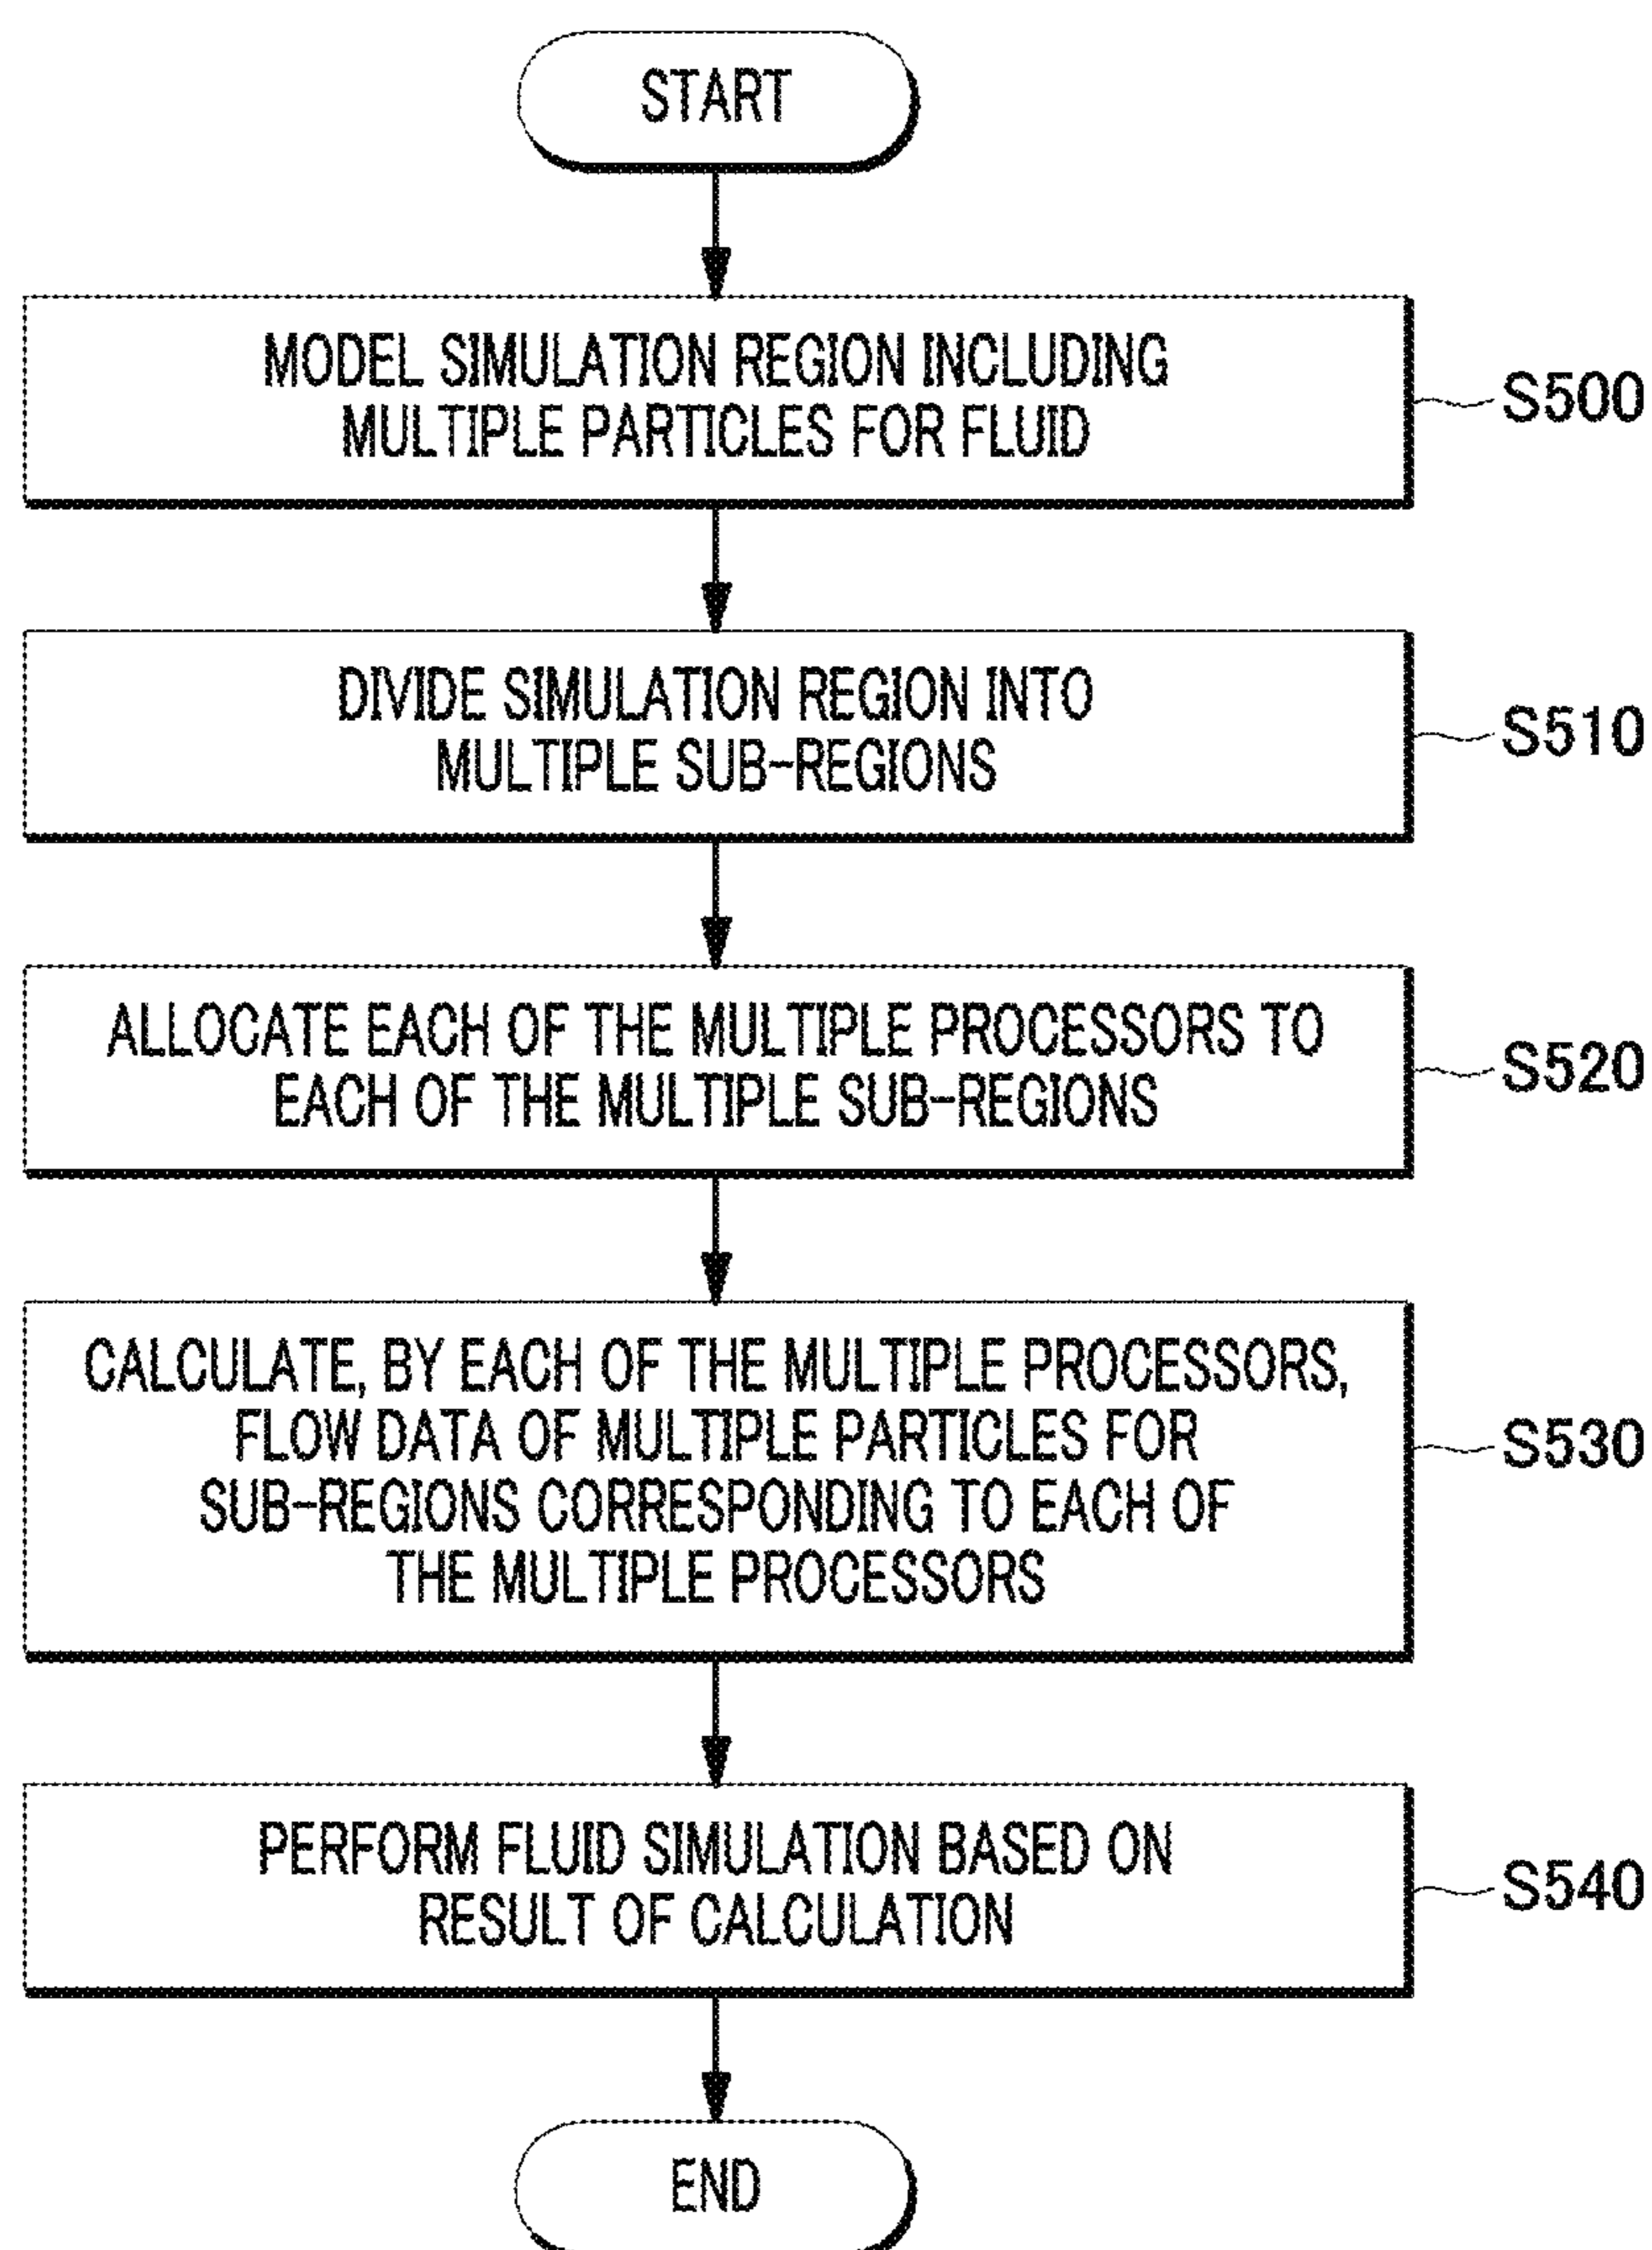 START
MODEL SIMULATION REGION INCLUDING
MULTIPLE PARTICLES FOR FLUID
S500
DIVIDE SIMULATION REGION INTO
MULTIPLE SUB-REGIONS
S510
ALLOCATE EACH OF THE MULTIPLE PROCESSORS TO
EACH OF THE MULTIPLE SUB-REGIONS
S520
CALCULATE, BY EACH OF THE MULTIPLE PROCESSORS,
FLOW DATA OF MULTIPLE PARTICLES FOR
SUB-REGIONS CORRESPONDING TO EACH OF
THE MULTIPLE PROCESSORS
S530
PERFORM FLUID SIMULATION BASED ON
RESULT OF CALCULATION
S540
END